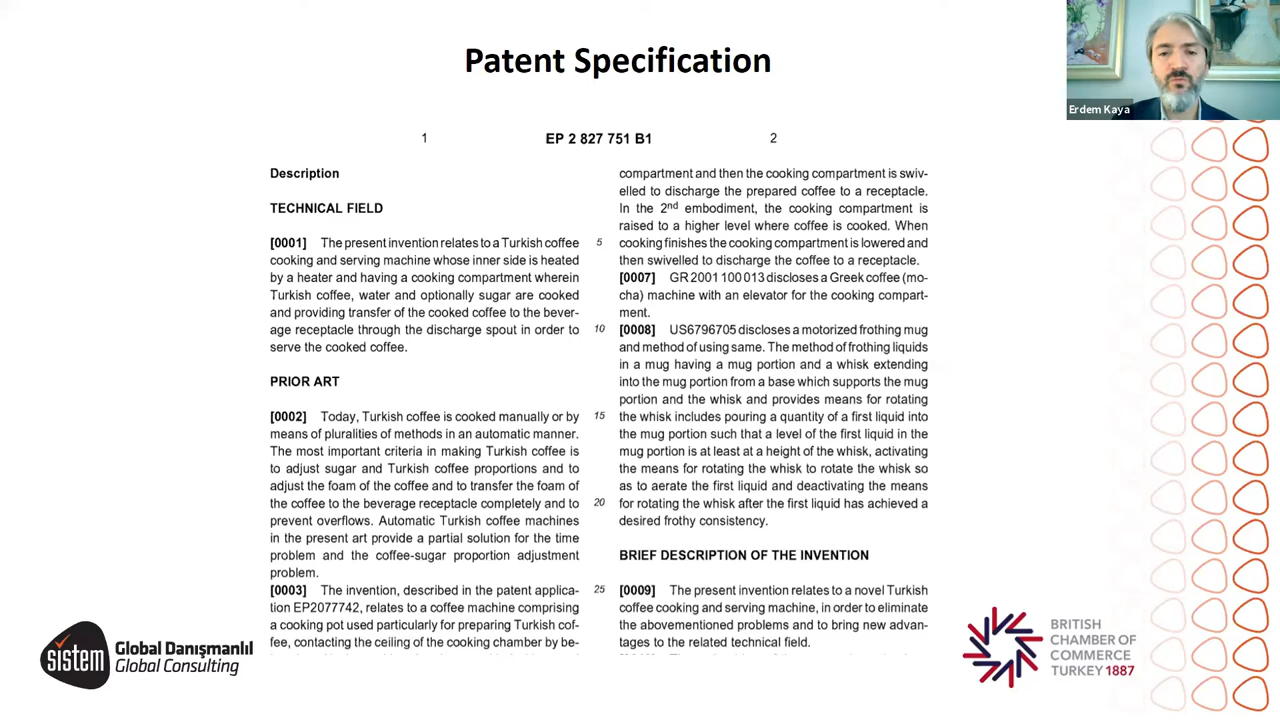 Patent Specification
Erdem Kaya
1
EP 2 827 751 B1
2
Description
TECHNICAL FIELD
[0001] The present invention relates to a Turkish coffee
cooking and serving machine whose inner side is heated
by a heater and having a cooking compartment wherein
Turkish coffee, water and optionally sugar are cooked
and providing transfer of the cooked coffee to the bever-
age receptacle through the discharge spout in order to
serve the cooked coffee.
PRIOR ART
[0002] Today, Turkish coffee is cooked manually or by
means of pluralities of methods in an automatic manner.
The most important criteria in making Turkish coffee is
to adjust sugar and Turkish coffee proportions and to
adjust the foam of the coffee and to transfer the foam of
the coffee to the beverage receptacle completely and to
prevent overflows. Automatic Turkish coffee machines
in the present art provide a partial solution for the time
problem and the coffee-sugar proportion adjustment
problem.
[0003] The invention, described in the patent applica-
tion EP2077742, relates to a coffee machine comprising
a cooking pot used particularly for preparing Turkish cof-
fee, contacting the ceiling of the cooking chamber by be-
5
10
15
20
25
compartment and then the cooking compartment is swiv-
elled to discharge the prepared coffee to a receptacle.
In the 2nd embodiment, the cooking compartment is
raised to a higher level where coffee is cooked. When
cooking finishes the cooking compartment is lowered and
then swivelled to discharge the coffee to a receptacle.
[0007] GR 2001 100 013 discloses a Greek coffee (mo-
cha) machine with an elevator for the cooking compart-
ment.
[0008] US6796705 discloses a motorized frothing mug
and method of using same. The method of frothing liquids
in a mug having a mug portion and a whisk extending
into the mug portion from a base which supports the mug
portion and the whisk and provides means for rotating
the whisk includes pouring a quantity of a first liquid into
the mug portion such that a level of the first liquid in the
mug portion is at least at a height of the whisk, activating
the means for rotating the whisk to rotate the whisk so
as to aerate the first liquid and deactivating the means
for rotating the whisk after the first liquid has achieved a
desired frothy consistency.
BRIEF DESCRIPTION OF THE INVENTION
[0009] The present invention relates to a novel Turkish
coffee cooking and serving machine, in order to eliminate
the abovementioned problems and to bring new advan-
tages to the related technical field.
sistem
Global Danışmanlıl
Global Consulting
BRITISH
CHAMBER OF
COMMERCE
TURKEY 1887